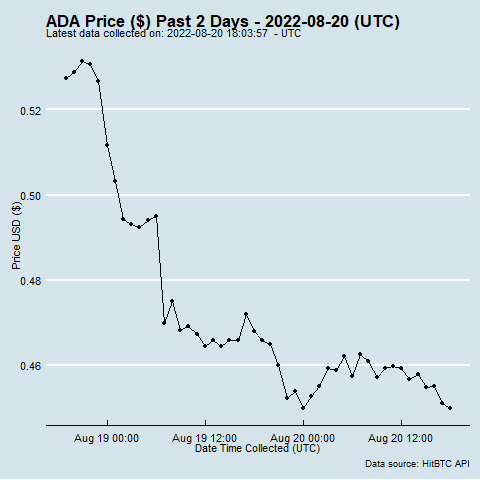 ADA Price ($) Past 2 Days - 2022-08-20 (UTC)
Latest data collected on: 2022-08-20 18:03:57 - UTC
0.52
0.50
0.48
0.46
Price USD ($)
Aug 19 00:00 Aug 19 12:00 Aug 20 00:00 Aug 20 12:00
Date Time Collected (UTC)
Data source: HitBTC API